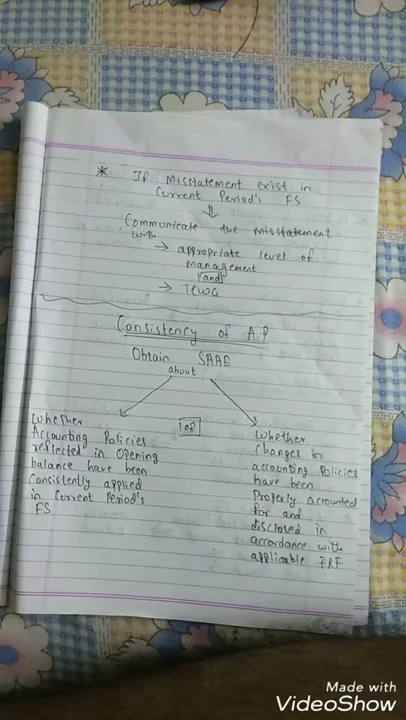 * If Misstatement exist in
Current Period's FS
⇓
Communicate the misstatement
with
→ appropriate level of
management
[and]
→ TCWG
Consistency of A.P
Obtain SAAE
about
Whether
Accounting Policies
reflected in Opening
balance have been
Consistently applied
in Current Period's
FS
Whether
Changes in
accounting Policies
have been
Properly accounted
for and
disclosed in
accordance with
applicable FRF
Made with
VideoShow